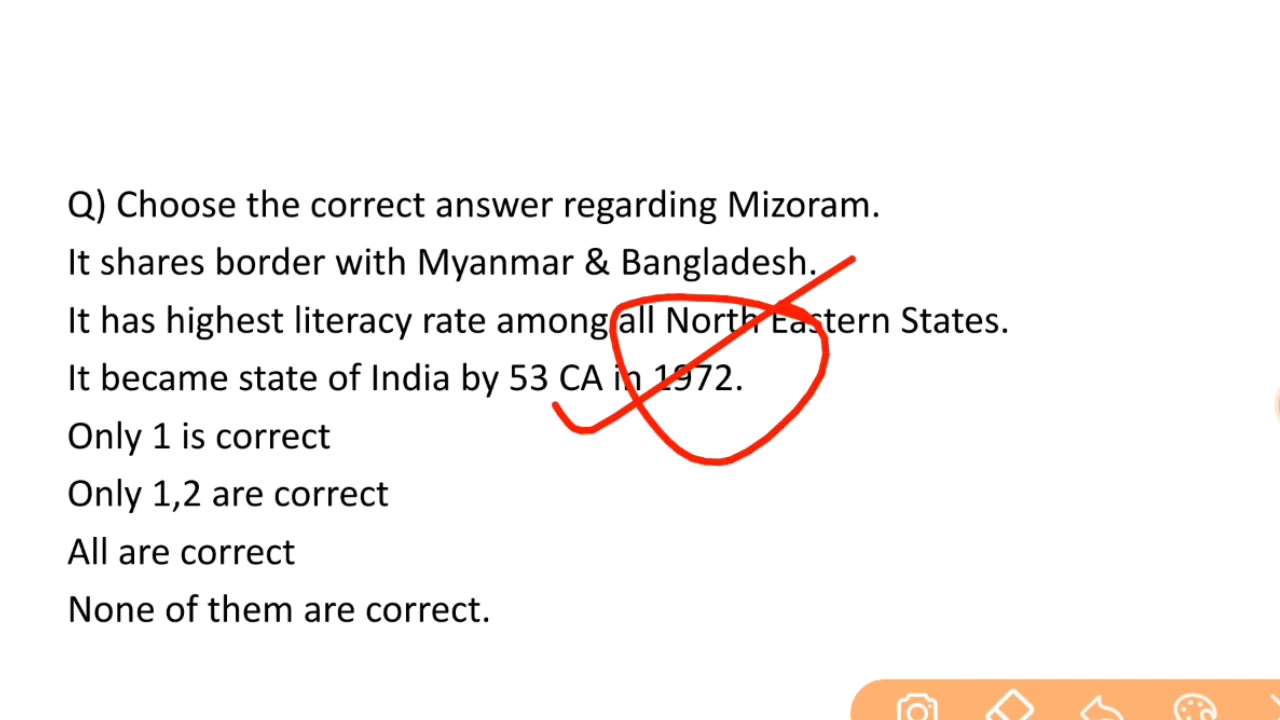 Q) Choose the correct answer regarding Mizoram.
It shares border with Myanmar & Bangladesh.
It has highest literacy rate among all North Eastern States.
It became state of India by 53 CA in 1972.
Only 1 is correct
Only 1,2 are correct
All are correct
None of them are correct.